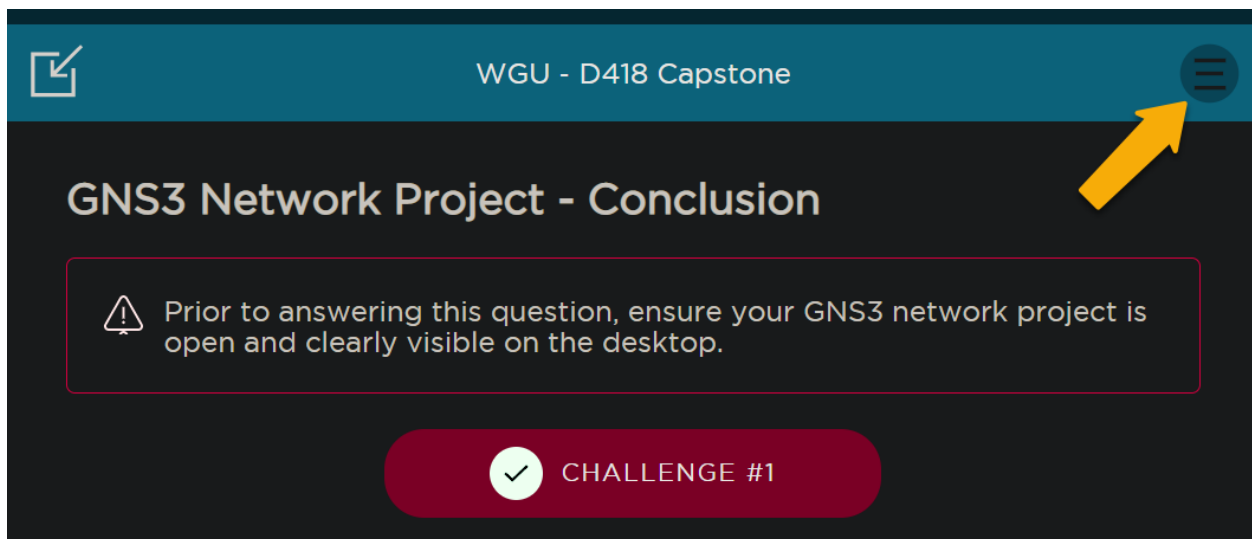 WGU - D418 Capstone
GNS3 Network Project - Conclusion
Prior to answering this question, ensure your GNS3 network project is
open and clearly visible on the desktop.
CHALLENGE #1